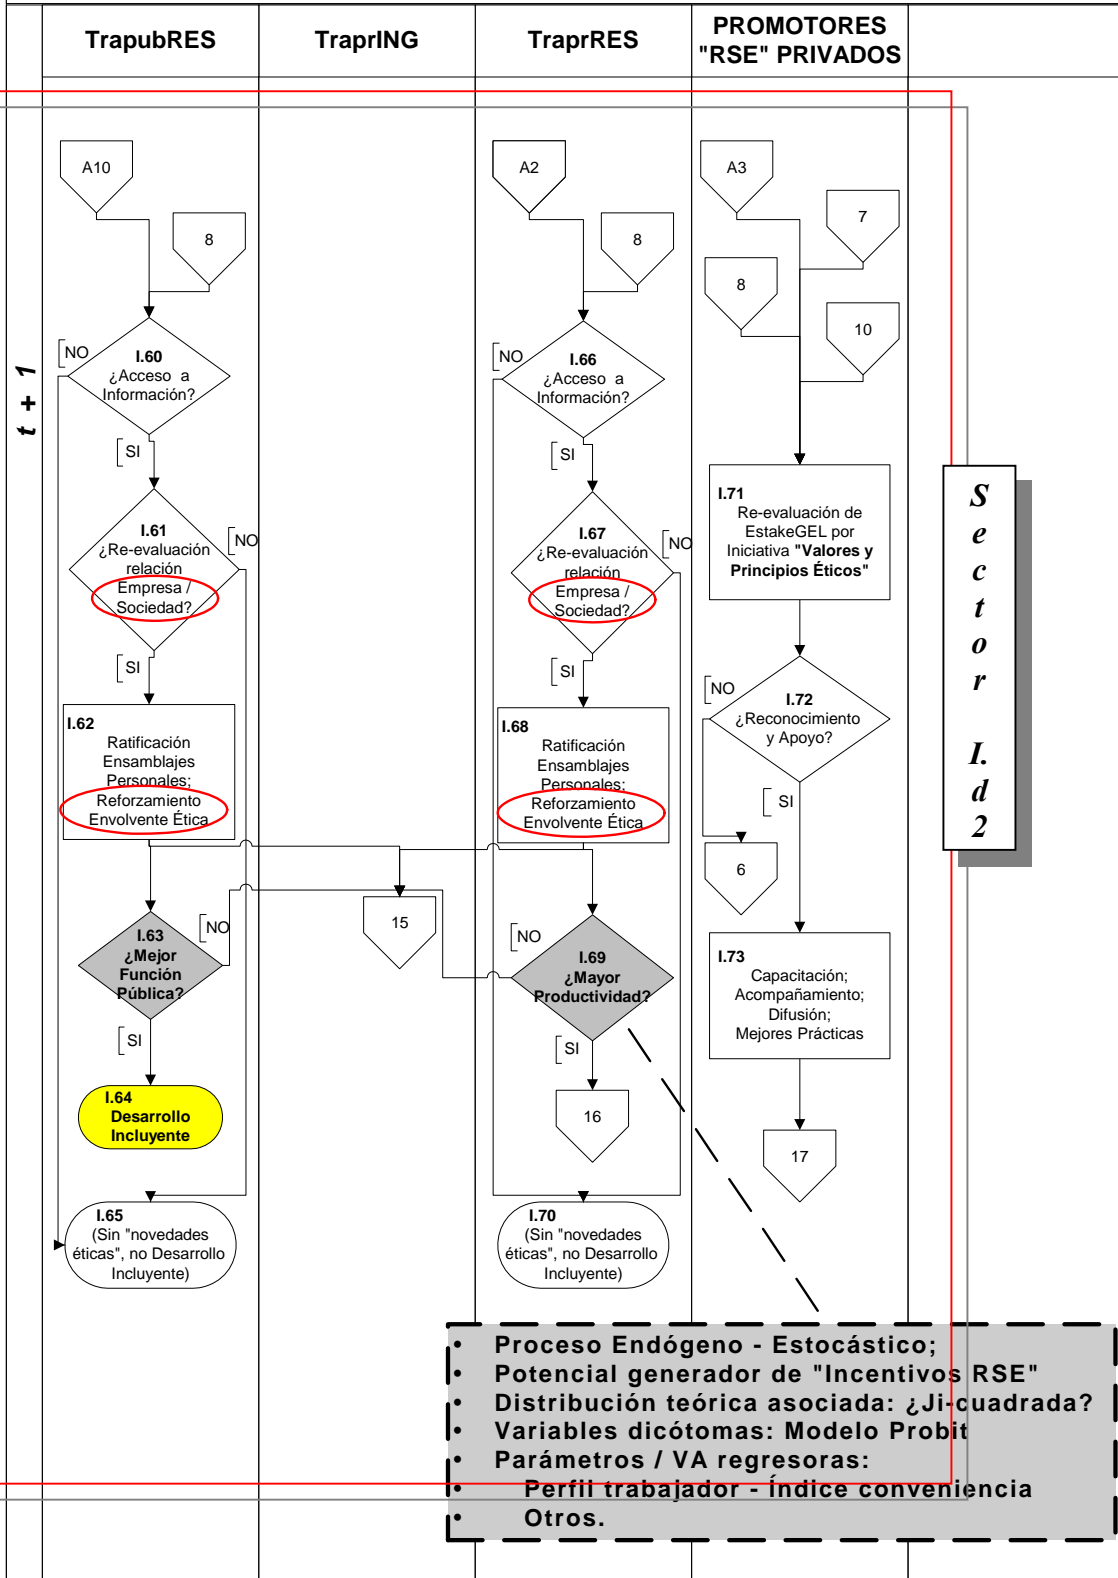 TrapubRES
TraprING
TraprRES
PROMOTORES
"RSE" PRIVADOS
t + 1
A10
8
NO
I.60
¿Acceso a
Información?
SI
I.61
¿Re-evaluación
relación
Empresa /
Sociedad?
NO
SI
I.62
Ratificación
Ensamblajes
Personales;
Reforzamiento
Envolvente Ética
I.63
¿Mejor
Función
Pública?
NO
SI
I.64
Desarrollo
Incluyente
I.65
(Sin "novedades
éticas", no Desarrollo
Incluyente)
15
A2
8
NO
I.66
¿Acceso a
Información?
SI
I.67
¿Re-evaluación
relación
Empresa /
Sociedad?
NO
SI
I.68
Ratificación
Ensamblajes
Personales;
Reforzamiento
Envolvente Ética
NO
I.69
¿Mayor
Productividad?
SI
16
I.70
(Sin "novedades
éticas", no Desarrollo
Incluyente)
A3
7
8
10
I.71
Re-evaluación de
EstakeGEL por
Iniciativa "Valores y
Principios Éticos"
NO
I.72
¿Reconocimiento
y Apoyo?
SI
6
I.73
Capacitación;
Acompañamiento;
Difusión;
Mejores Prácticas
17
Sector I.d2
• Proceso Endógeno - Estocástico;
• Potencial generador de "Incentivos RSE"
• Distribución teórica asociada: ¿Ji-cuadrada?
• Variables dicótomas: Modelo Probit
• Parámetros / VA regresoras:
• Perfil trabajador - Índice conveniencia
• Otros.